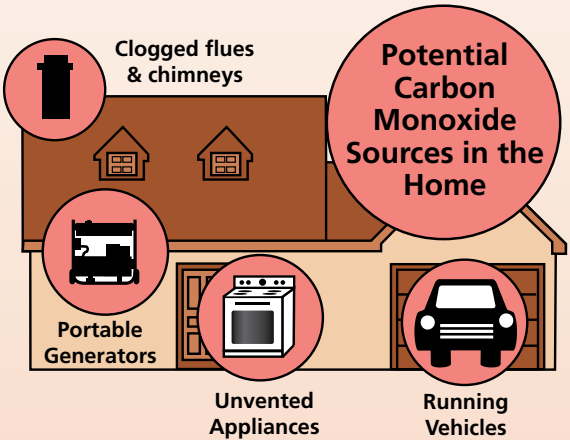 Clogged flues
& chimneys
Potential
Carbon
Monoxide
Sources in the
Home
Portable
Generators
Unvented
Appliances
Running
Vehicles